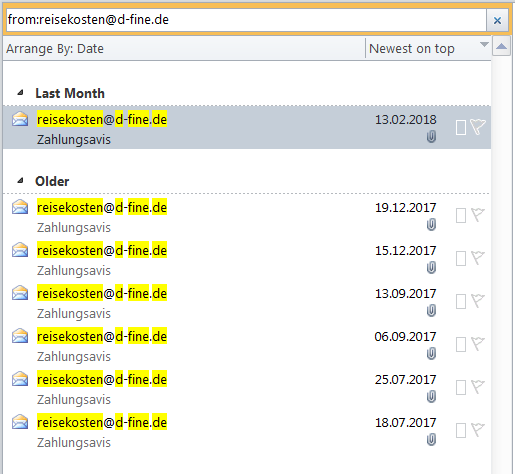 from:reisekosten@d-fine.de
Arrange By: Date Newest on top
Last Month
reisekosten@d-fine.de 13.02.2018
Zahlungsavis
Older
reisekosten@d-fine.de 19.12.2017
Zahlungsavis
reisekosten@d-fine.de 15.12.2017
Zahlungsavis
reisekosten@d-fine.de 13.09.2017
Zahlungsavis
reisekosten@d-fine.de 06.09.2017
Zahlungsavis
reisekosten@d-fine.de 25.07.2017
Zahlungsavis
reisekosten@d-fine.de 18.07.2017
Zahlungsavis